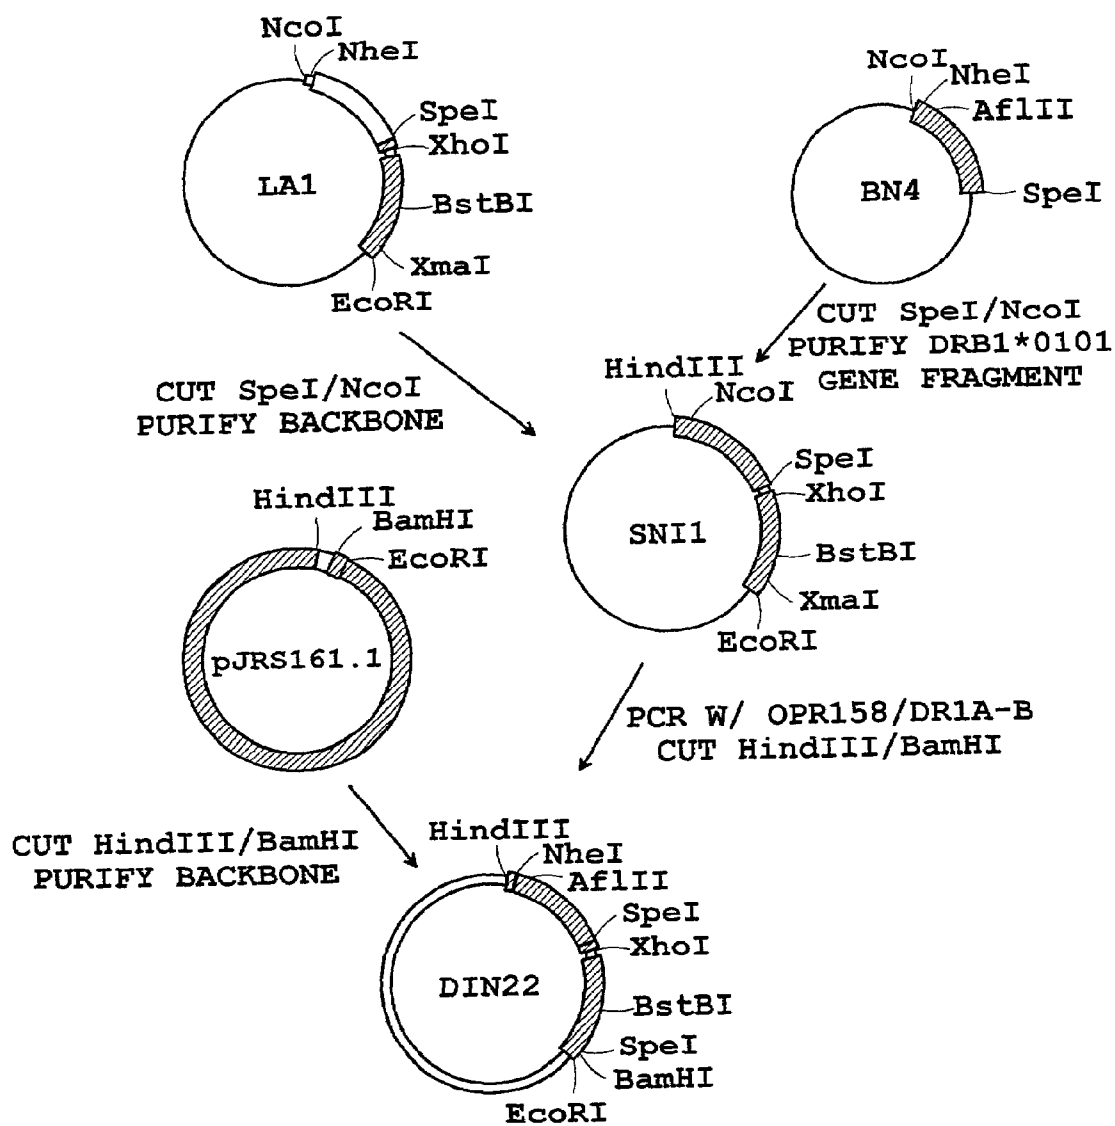 NcoI
NheI
SpeI
XhoI
LA1
BstBI
XmaI
EcoRI
NcoI
NheI
AflII
BN4
SpeI
CUT SpeI/NcoI
PURIFY DRB1*0101
GENE FRAGMENT
CUT SpeI/NcoI
PURIFY BACKBONE
HindIII
NcoI
SpeI
XhoI
SNI1
BstBI
XmaI
EcoRI
HindIII
BamHI
EcoRI
pJRS161.1
PCR W/ OPR158/DR1A-B
CUT HindIII/BamHI
CUT HindIII/BamHI
PURIFY BACKBONE
HindIII
NheI
AflII
SpeI
XhoI
DIN22
BstBI
SpeI
BamHI
EcoRI